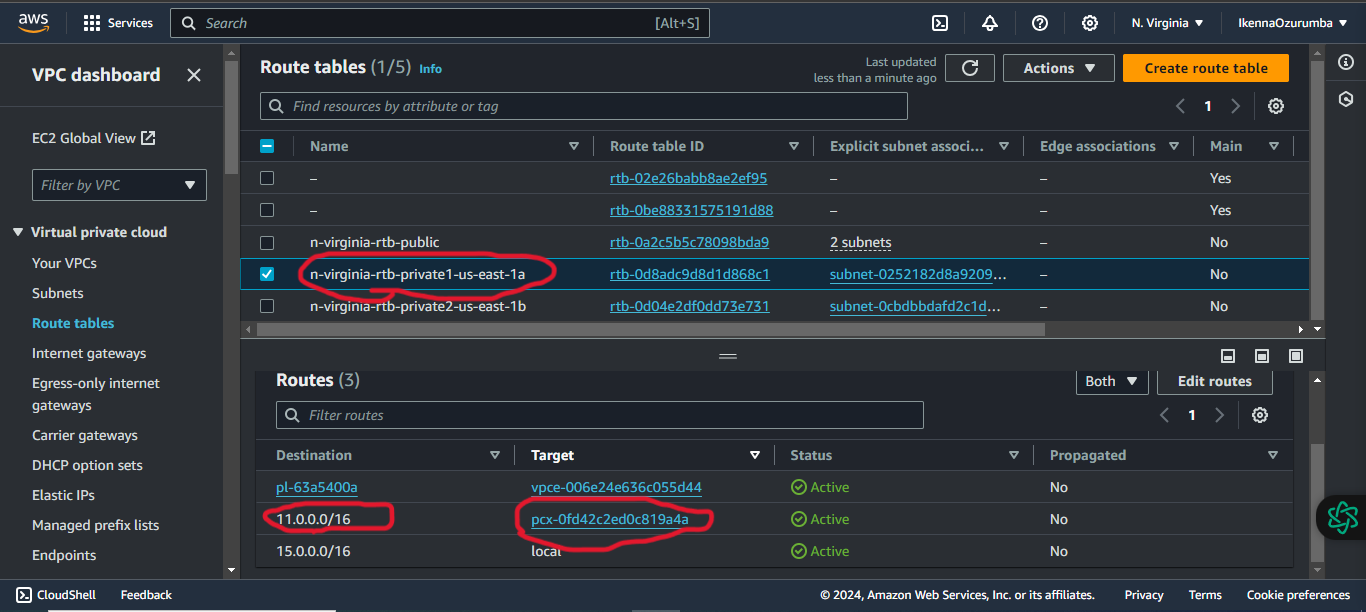 aws
Services
Search [Alt+S]
N. Virginia
IkennaOzurumba
VPC dashboard
EC2 Global View
Filter by VPC
Virtual private cloud
Your VPCs
Subnets
Route tables
Internet gateways
Egress-only internet
gateways
Carrier gateways
DHCP option sets
Elastic IPs
Managed prefix lists
Endpoints
Route tables (1/5) Info
Last updated
less than a minute ago
Actions
Create route table
Find resources by attribute or tag
1
Name Route table ID Explicit subnet associ... Edge associations Main
– rtb-02e26babb8ae2ef95 – – Yes
– rtb-0be88331575191d88 – – Yes
n-virginia-rtb-public rtb-0a2c5b5c78098bda9 2 subnets – No
n-virginia-rtb-private1-us-east-1a rtb-0d8adc9d8d1d868c1 subnet-0252182d8a9209... – No
n-virginia-rtb-private2-us-east-1b rtb-0d04e2df0dd73e731 subnet-0cbdbbdafd2c1d... – No
Routes (3)
Both
Edit routes
Filter routes
1
Destination Target Status Propagated
pl-63a5400a vpce-006e24e636c055d44 Active No
11.0.0.0/16 pcx-0fd42c2ed0c819a4a Active No
15.0.0.0/16 local Active No
CloudShell Feedback © 2024, Amazon Web Services, Inc. or its affiliates. Privacy Terms Cookie preferences